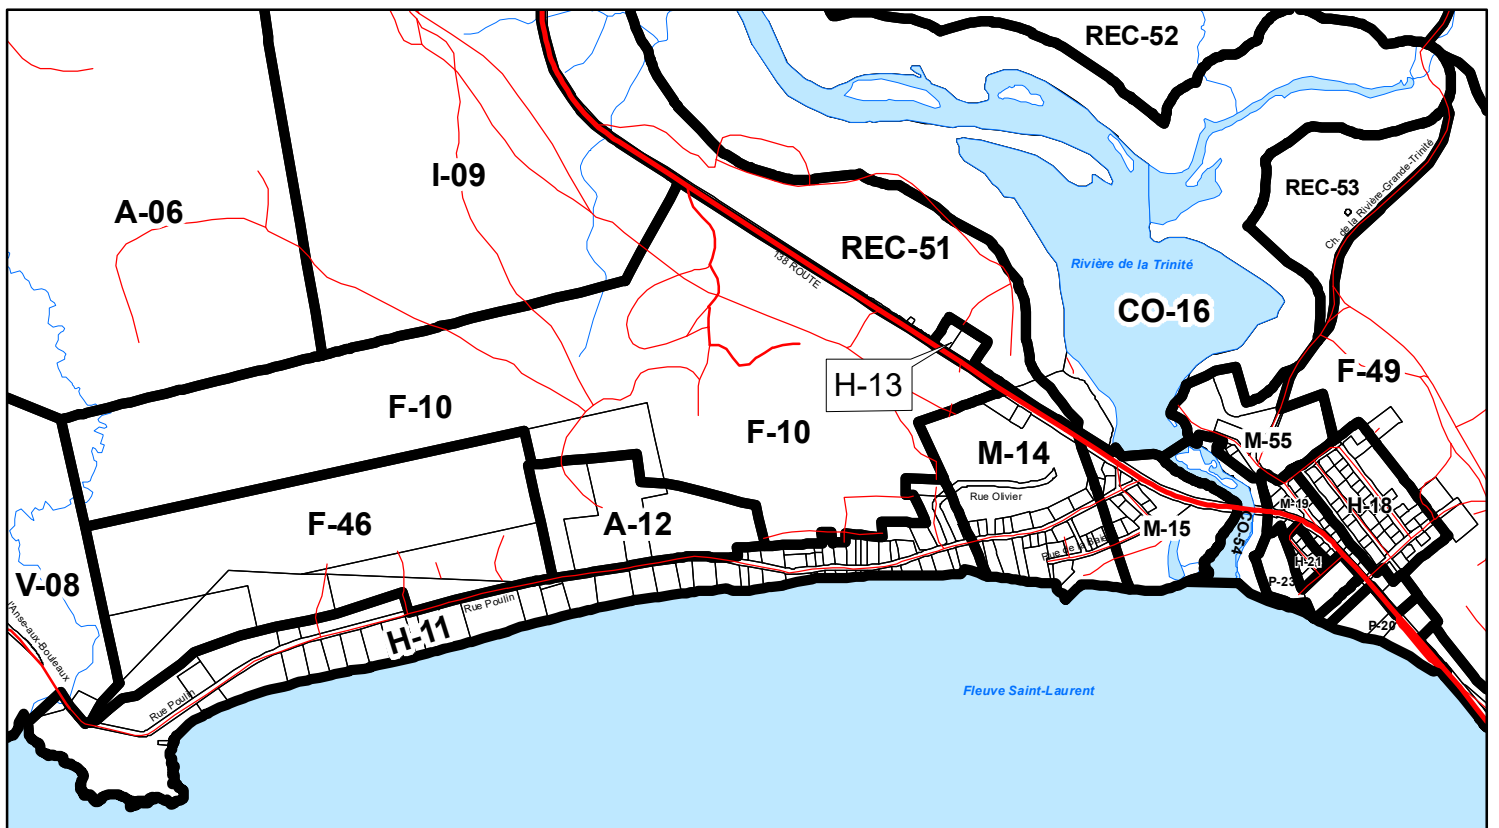 REC-52
I-09
REC-53
A-06
Ch. de la Rivière-Grande-Trinité
REC-51
138 ROUTE
Rivière de la Trinité
CO-16
F-49
H-13
F-10
F-10
M-55
M-14
Rue Olivier
M-19
H-18
F-46
A-12
M-15
CO-54
Rue de la Baie
H-21
P-23
V-08
l'Anse-aux-Bouleaux
Rue Poulin
H-11
P-20
Rue Poulin
Fleuve Saint-Laurent